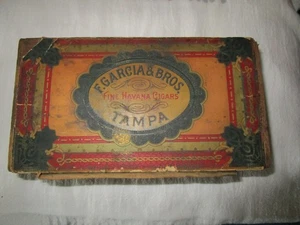 F. GARCIA & BROS.
FINE HAVANA CIGARS
TAMPA